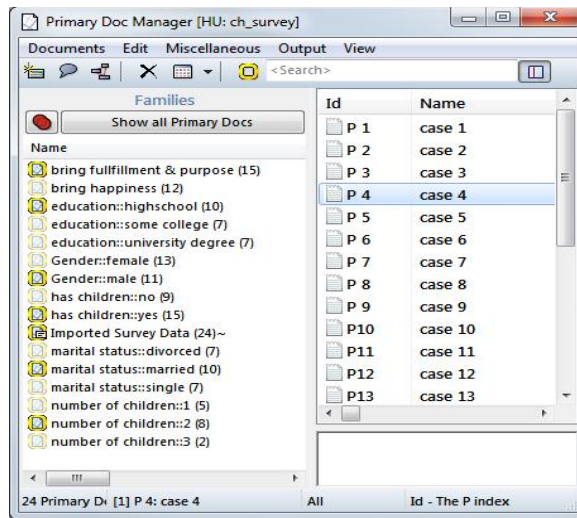 Primary Doc Manager [HU: ch_survey]
Documents Edit Miscellaneous Output View
<Search>
Families
Show all Primary Docs
Name
bring fullfillment & purpose (15)
bring happiness (12)
education::highschool (10)
education::some college (7)
education::university degree (7)
Gender::female (13)
Gender::male (11)
has children::no (9)
has children::yes (15)
Imported Survey Data (24)~
marital status::divorced (7)
marital status::married (10)
marital status::single (7)
number of children::1 (5)
number of children::2 (8)
number of children::3 (2)
Id Name
P 1 case 1
P 2 case 2
P 3 case 3
P 4 case 4
P 5 case 5
P 6 case 6
P 7 case 7
P 8 case 8
P 9 case 9
P10 case 10
P11 case 11
P12 case 12
P13 case 13
24 Primary D [1] P 4: case 4 All Id - The P index